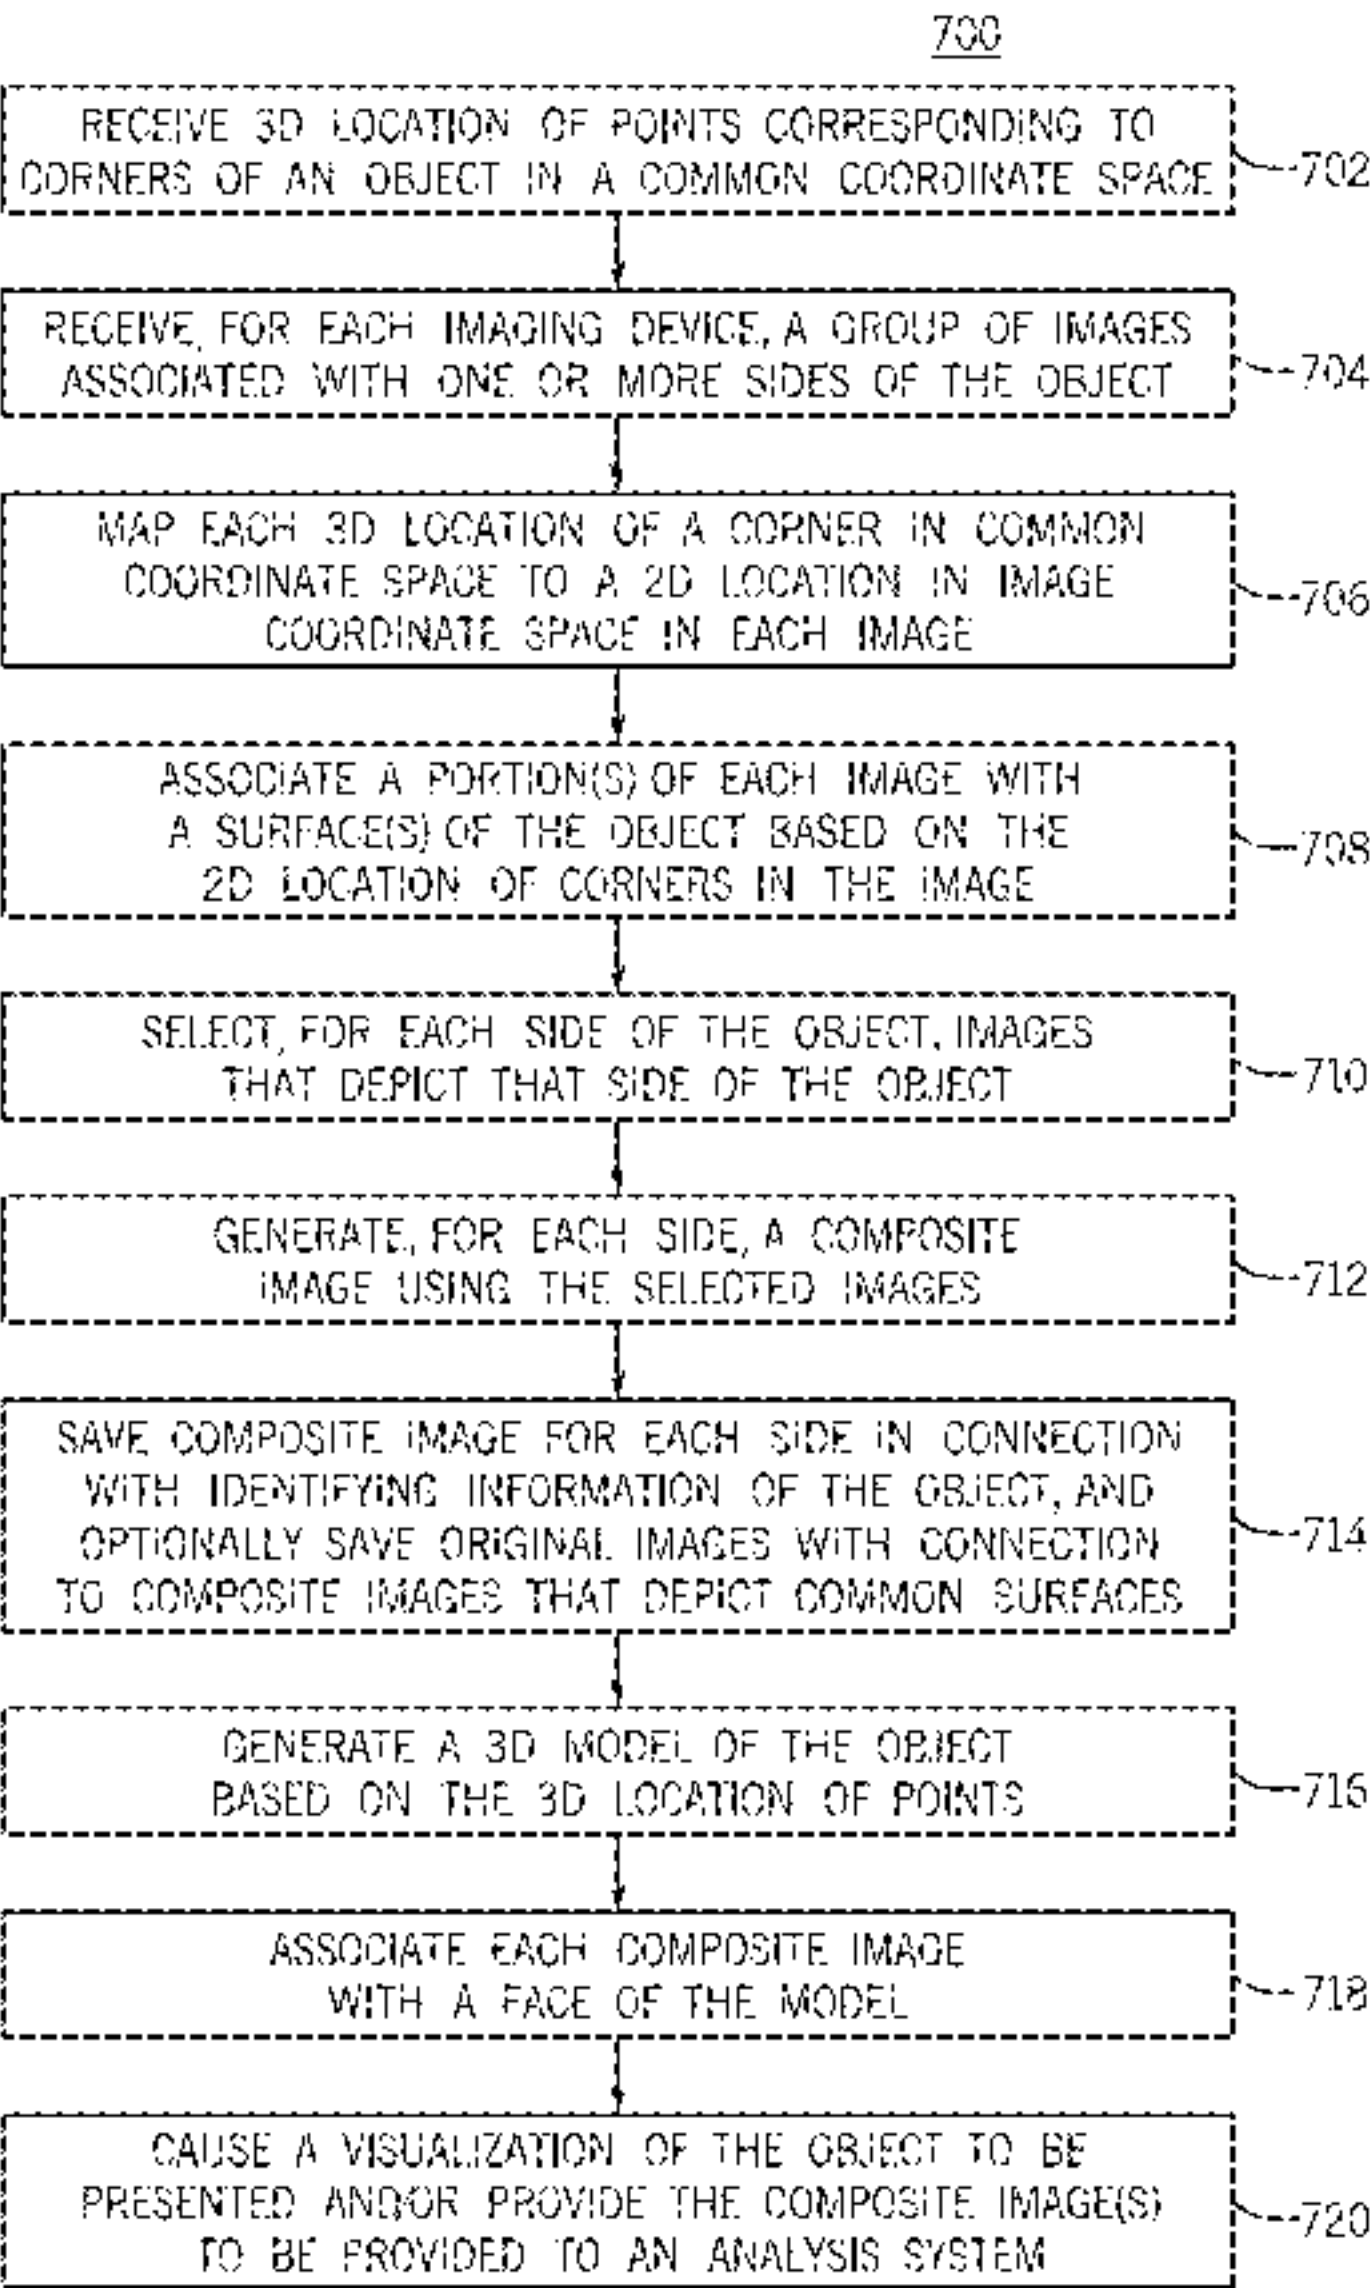 700
RECEIVE 3D LOCATION OF POINTS CORRESPONDING TO
CORNERS OF AN OBJECT IN A COMMON COORDINATE SPACE
702
RECEIVE, FOR EACH IMAGING DEVICE, A GROUP OF IMAGES
ASSOCIATED WITH ONE OR MORE SIDES OF THE OBJECT
704
MAP EACH 3D LOCATION OF A CORNER IN COMMON
COORDINATE SPACE TO A 2D LOCATION IN IMAGE
COORDINATE SPACE IN EACH IMAGE
706
ASSOCIATE A PORTION(S) OF EACH IMAGE WITH
A SURFACE(S) OF THE OBJECT BASED ON THE
2D LOCATION OF CORNERS IN THE IMAGE
708
SELECT, FOR EACH SIDE OF THE OBJECT, IMAGES
THAT DEPICT THAT SIDE OF THE OBJECT
710
GENERATE, FOR EACH SIDE, A COMPOSITE
IMAGE USING THE SELECTED IMAGES
712
SAVE COMPOSITE IMAGE FOR EACH SIDE IN CONNECTION
WITH IDENTIFYING INFORMATION OF THE OBJECT, AND
OPTIONALLY SAVE ORIGINAL IMAGES WITH CONNECTION
TO COMPOSITE IMAGES THAT DEPICT COMMON SURFACES
714
GENERATE A 3D MODEL OF THE OBJECT
BASED ON THE 3D LOCATION OF POINTS
716
ASSOCIATE EACH COMPOSITE IMAGE
WITH A FACE OF THE MODEL
718
CAUSE A VISUALIZATION OF THE OBJECT TO BE
PRESENTED AND/OR PROVIDE THE COMPOSITE IMAGE(S)
TO BE PROVIDED TO AN ANALYSIS SYSTEM
720